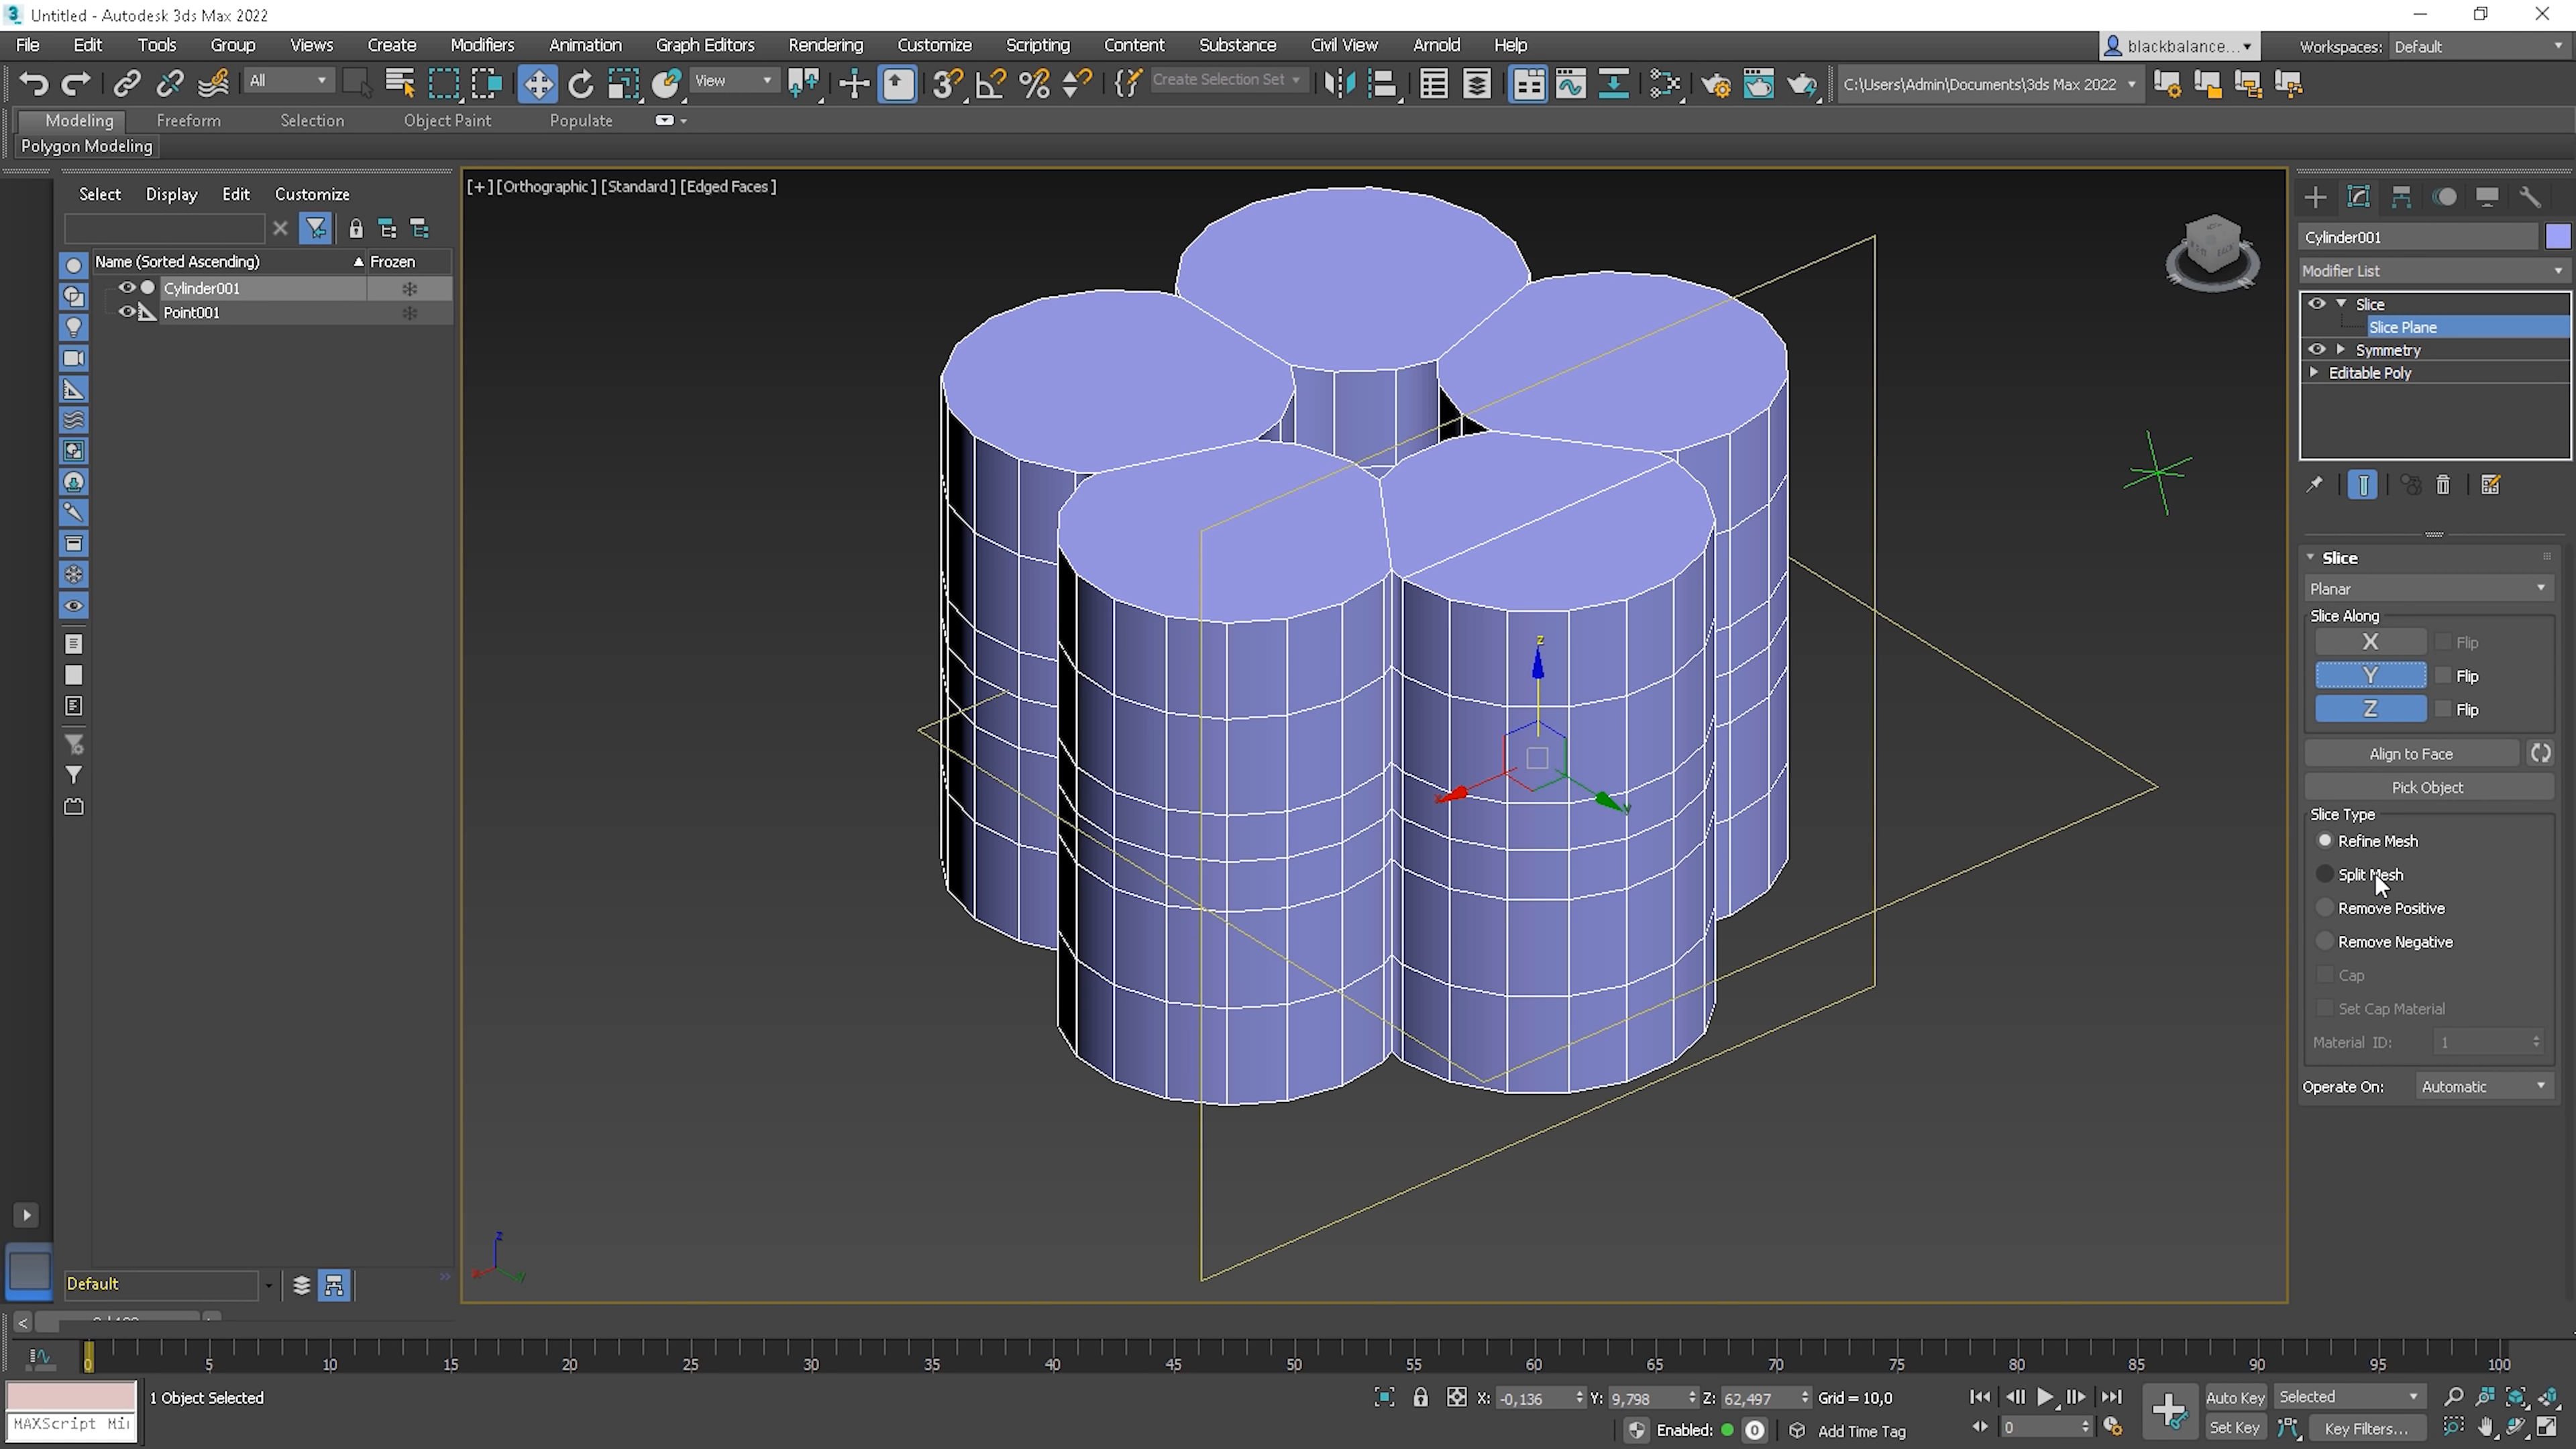 Untitled - Autodesk 3ds Max 2022
File Edit Tools Group Views Create Modifiers Animation Graph Editors Rendering Customize Scripting Content Substance Civil View Arnold Help
blackbalance... Workspaces: Default
All View Create Selection Set C:\Users\Admin\Documents\3ds Max 2022
Modeling Freeform Selection Object Paint Populate
Polygon Modeling
Select Display Edit Customize
Name (Sorted Ascending) Frozen
Cylinder001
Point001
[+] [Orthographic] [Standard] [Edged Faces]
z
x
y
z
x
y
Cylinder001
Modifier List
Slice
Slice Plane
Symmetry
Editable Poly
Slice
Planar
Slice Along
X Flip
Y Flip
Z Flip
Align to Face
Pick Object
Slice Type
Refine Mesh
Split Mesh
Remove Positive
Remove Negative
Cap
Set Cap Material
Material ID: 1
Operate On: Automatic
Default
0 5 10 15 20 25 30 35 40 45 50 55 60 65 70 75 80 85 90 95 100
1 Object Selected
X: -0,136 Y: 9,798 Z: 62,497 Grid = 10,0
Auto Key Selected
MAXScript Mi
Enabled: 0 Add Time Tag
0
Set Key Key Filters...